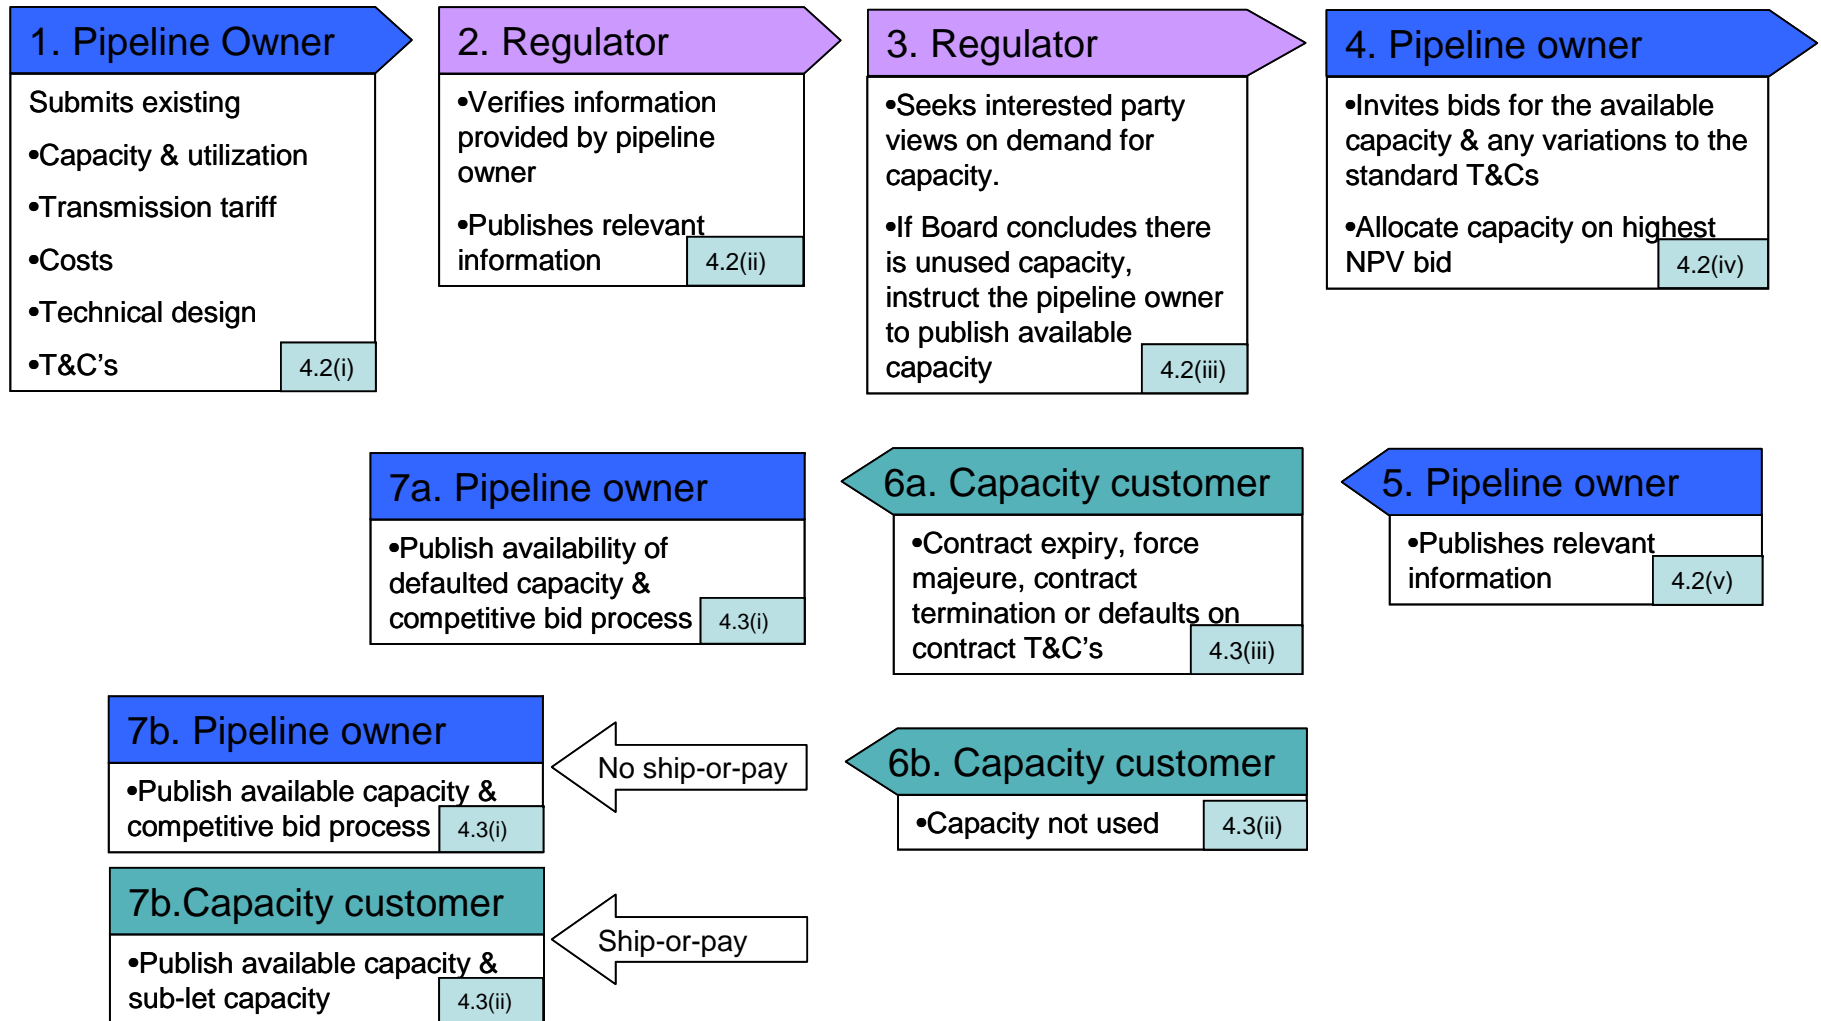 1. Pipeline Owner
Submits existing
•Capacity & utilization
•Transmission tariff
•Costs
•Technical design
•T&C’s
4.2(i)
2. Regulator
•Verifies information
provided by pipeline
owner
•Publishes relevant
information
4.2(ii)
3. Regulator
•Seeks interested party
views on demand for
capacity.
•If Board concludes there
is unused capacity,
instruct the pipeline owner
to publish available
capacity
4.2(iii)
4. Pipeline owner
•Invites bids for the available
capacity & any variations to the
standard T&Cs
•Allocate capacity on highest
NPV bid
4.2(iv)
5. Pipeline owner
•Publishes relevant
information
4.2(v)
6a. Capacity customer
•Contract expiry, force
majeure, contract
termination or defaults on
contract T&C’s
4.3(iii)
7a. Pipeline owner
•Publish availability of
defaulted capacity &
competitive bid process
4.3(i)
6b. Capacity customer
•Capacity not used
4.3(ii)
No ship-or-pay
7b. Pipeline owner
•Publish available capacity &
competitive bid process
4.3(i)
Ship-or-pay
7b.Capacity customer
•Publish available capacity &
sub-let capacity
4.3(ii)